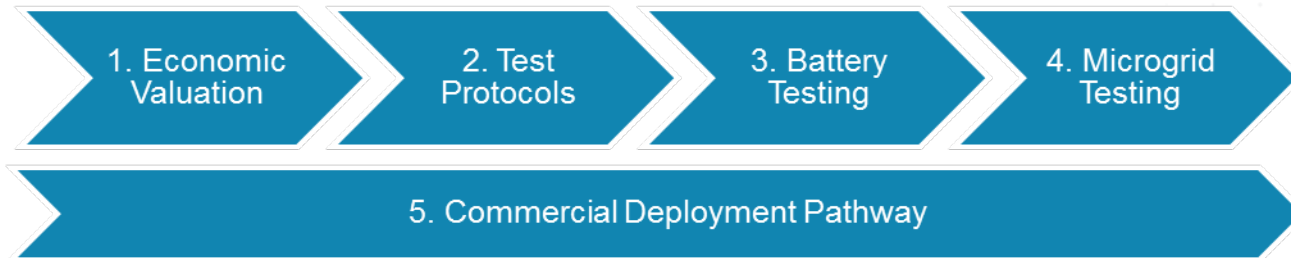 1. Economic
Valuation
2. Test
Protocols
3. Battery
Testing
4. Microgrid
Testing
5. Commercial Deployment Pathway